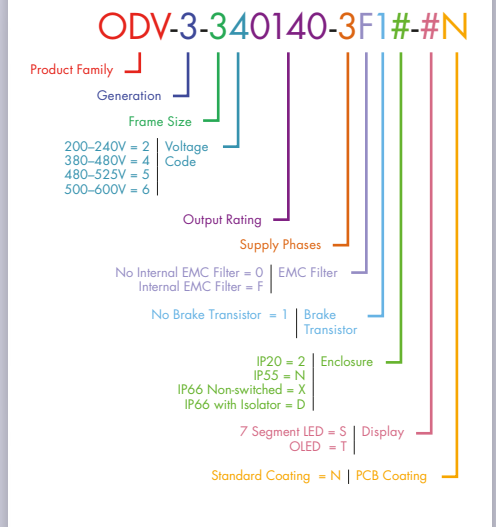 ODV-3-340140-3F1#-#N
Product Family
Generation
Frame Size
200–240V = 2
380–480V = 4
480–525V = 5
500–600V = 6
Voltage
Code
Output Rating
Supply Phases
No Internal EMC Filter = 0
Internal EMC Filter = F
EMC Filter
No Brake Transistor = 1
Brake
Transistor
IP20 = 2
IP55 = N
IP66 Non-switched = X
IP66 with Isolator = D
Enclosure
7 Segment LED = S
OLED = T
Display
Standard Coating = N
PCB Coating